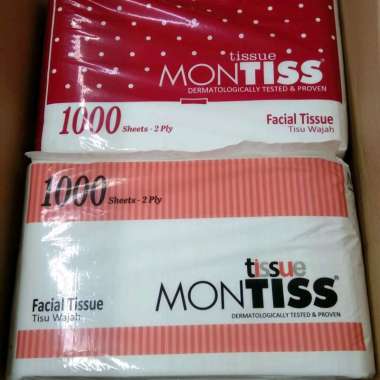 tissue
MONTISS®
DERMATOLOGICALLY TESTED & PROVEN
1000 Sheets - 2 Ply
Facial Tissue
Tisu Wajah
1000 Sheets - 2 Ply
tissue
MONTISS®
DERMATOLOGICALLY TESTED & PROVEN
Facial Tissue
Tisu Wajah